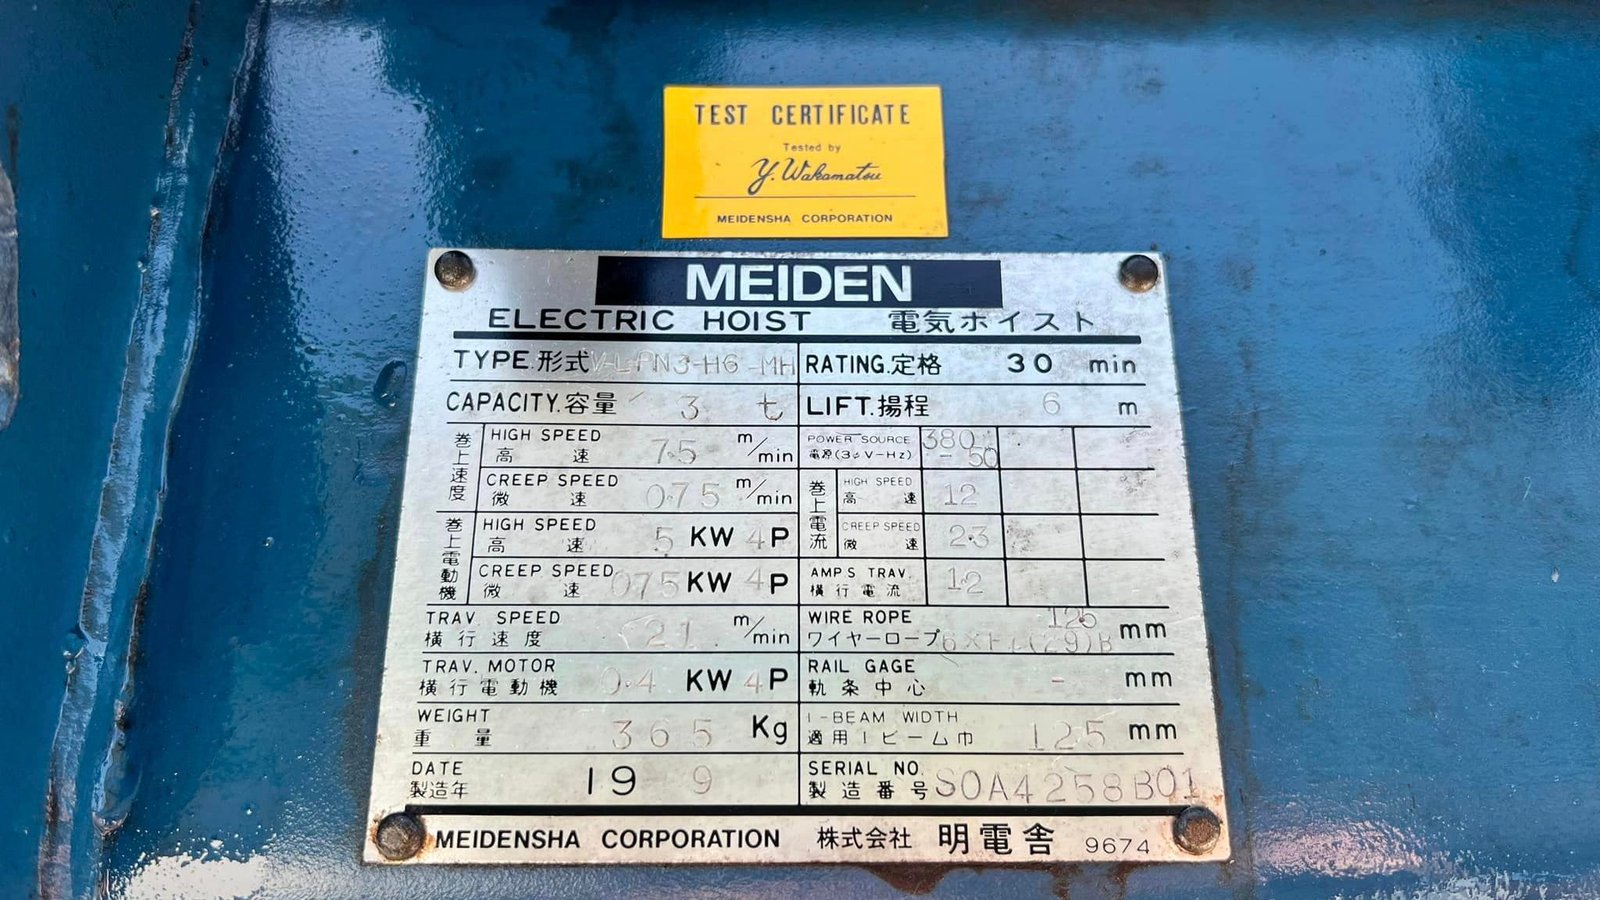 TEST CERTIFICATE
Tested by
Y. Wakamatsu
MEIDENSHA CORPORATION
MEIDEN
ELECTRIC HOIST 電気ホイスト
TYPE.形式 V-L-PN3-H6-MH
RATING.定格 30 min
CAPACITY.容量 3 t
LIFT.揚程 6 m
巻上速度
HIGH SPEED 高速 7.5 m/min
CREEP SPEED 微速 0.75 m/min
POWER SOURCE 380
電源(3φV-Hz) - 50
巻上電動機
HIGH SPEED 高速 5 KW 4P
CREEP SPEED 微速 075 KW 4P
巻上電流
HIGH SPEED 高速 12
CREEP SPEED 微速 2.3
AMPS TRAV. 横行電流 1.2
TRAV. SPEED 横行速度 21 m/min
WIRE ROPE 12.5
ワイヤーロープ (29)B mm
TRAV. MOTOR 横行電動機 0.4 KW 4P
RAIL GAGE 軌条中心 - mm
WEIGHT 重量 365 Kg
I-BEAM WIDTH 適用Iビーム巾 125 mm
DATE 製造年 19 9
SERIAL NO. 製造番号 SOA4258B01
MEIDENSHA CORPORATION 株式会社 明電舎 9674